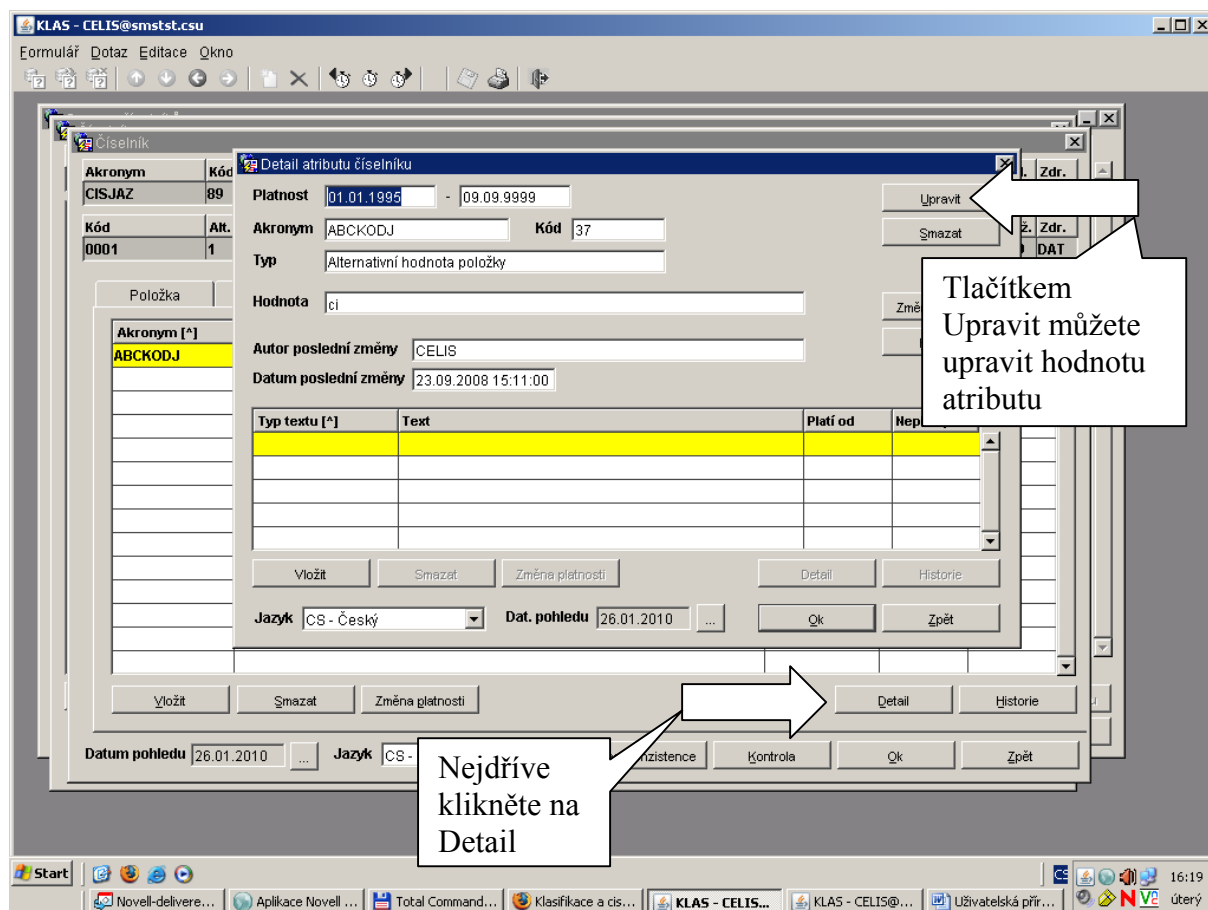 KLAS - CELIS@smstst.csu
Formulář Dotaz Editace Okno
Číselník
Akronym Kód Zdr.
CISJAZ 89
Kód Alt. Zdr.
0001 1 DAT
Položka
Akronym [^]
ABCKODJ
Detail atributu číselníku
Platnost 01.01.1995 - 09.09.9999 Upravit
Akronym ABCKODJ Kód 37 Smazat
Typ Alternativní hodnota položky
Hodnota ci
Autor poslední změny CELIS
Datum poslední změny 23.09.2008 15:11:00
Typ textu [^] Text Platí od
Vložit Smazat Změna platnosti Detail Historie
Jazyk CS - Český Dat. pohledu 26.01.2010 ... Ok Zpět
Tlačítkem
Upravit můžete
upravit hodnotu
atributu
Vložit Smazat Změna platnosti Detail Historie
Datum pohledu 26.01.2010 ... Jazyk CS - Kontrola Ok Zpět
Nejdříve
klikněte na
Detail
Start CS 16:19
Novell-delivere... Aplikace Novell ... Total Command... Klasifikace a cis... KLAS - CELIS... KLAS - CELIS@... Uživatelská přír... úterý